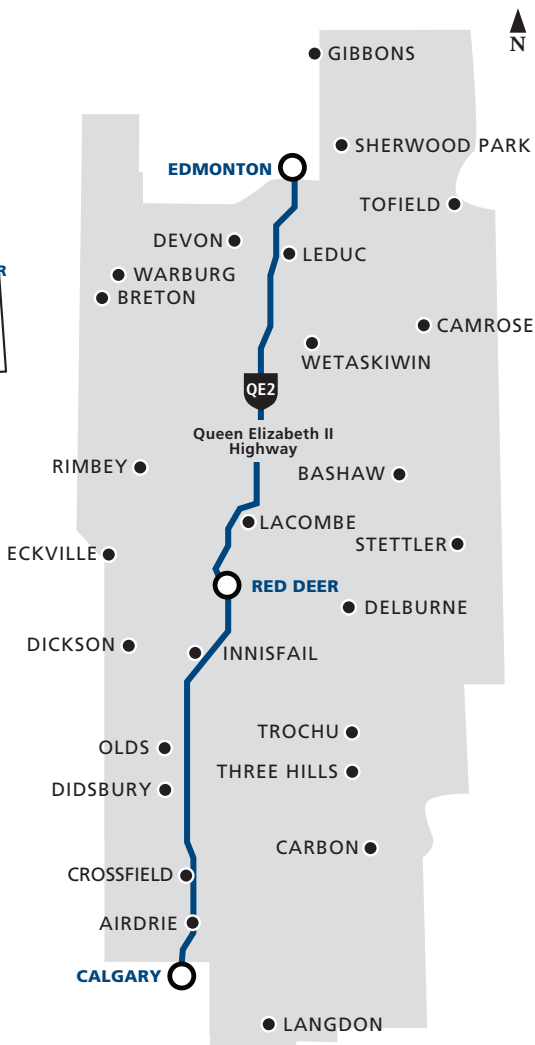 N
GIBBONS
SHERWOOD PARK
EDMONTON
TOFIELD
DEVON
LEDUC
R
WARBURG
BRETON
CAMROSE
WETASKIWIN
QE2
Queen Elizabeth II
Highway
RIMBEY
BASHAW
LACOMBE
STETTLER
ECKVILLE
RED DEER
DELBURNE
DICKSON
INNISFAIL
TROCHU
OLDS
THREE HILLS
DIDSBURY
CARBON
CROSSFIELD
AIRDRIE
CALGARY
LANGDON